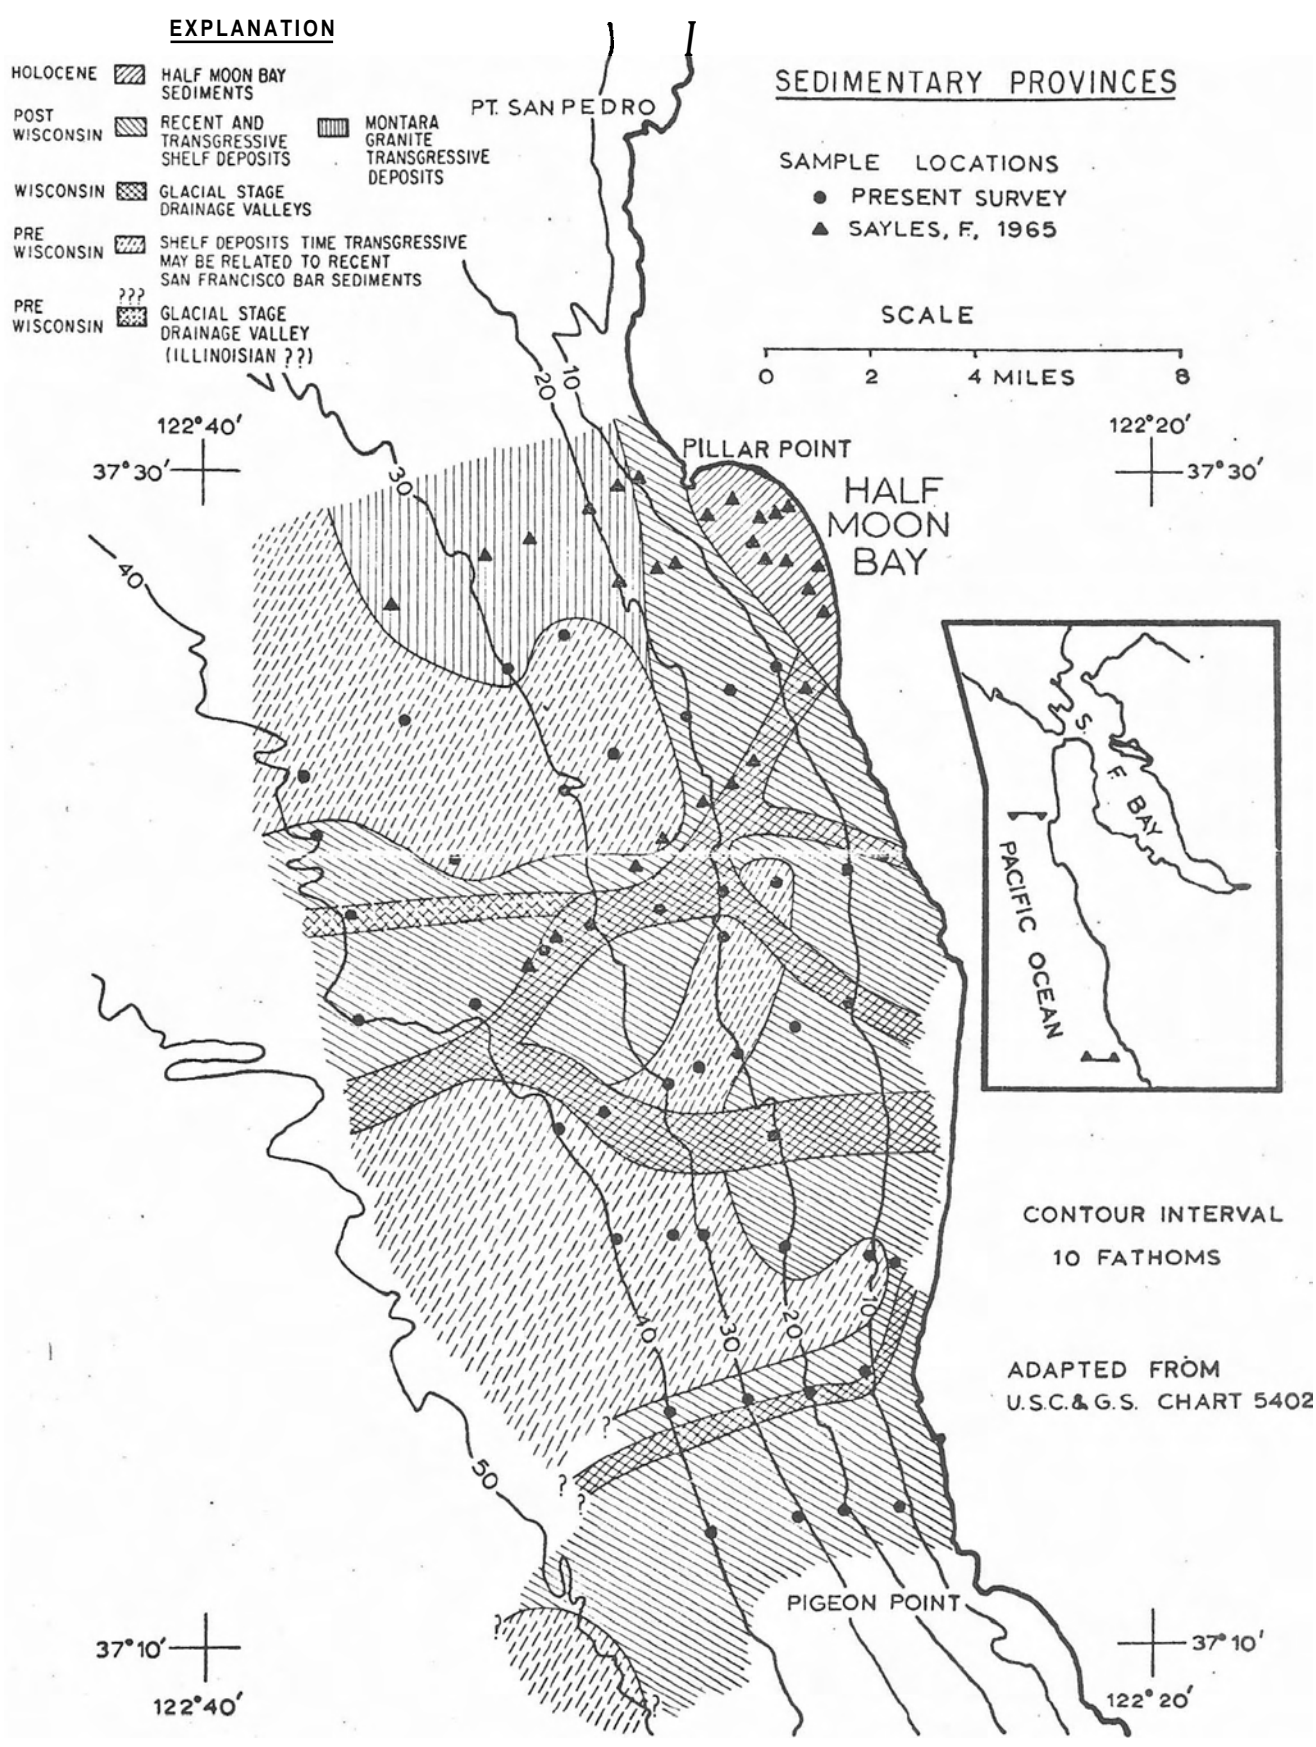 EXPLANATION
HOLOCENE
HALF MOON BAY
SEDIMENTS
POST
WISCONSIN
RECENT AND
TRANSGRESSIVE
SHELF DEPOSITS
MONTARA
GRANITE
TRANSGRESSIVE
DEPOSITS
WISCONSIN
GLACIAL STAGE
DRAINAGE VALLEYS
PRE
WISCONSIN
SHELF DEPOSITS TIME TRANSGRESSIVE
MAY BE RELATED TO RECENT
SAN FRANCISCO BAR SEDIMENTS
???
PRE
WISCONSIN
GLACIAL STAGE
DRAINAGE VALLEY
(ILLINOISIAN ??)
SEDIMENTARY PROVINCES
SAMPLE LOCATIONS
PRESENT SURVEY
SAYLES, F, 1965
SCALE
0 2 4 MILES 8
PT. SAN PEDRO
10
20
30
40
122°40'
37°30'
122°20'
37°30'
PILLAR POINT
HALF
MOON
BAY
S.
F.
BAY
PACIFIC OCEAN
CONTOUR INTERVAL
10 FATHOMS
ADAPTED FROM
U.S.C.& G.S. CHART 5402
40
30
20
10
50
?
?
?
?
?
PIGEON POINT
37°10'
122°40'
37°10'
122°20'